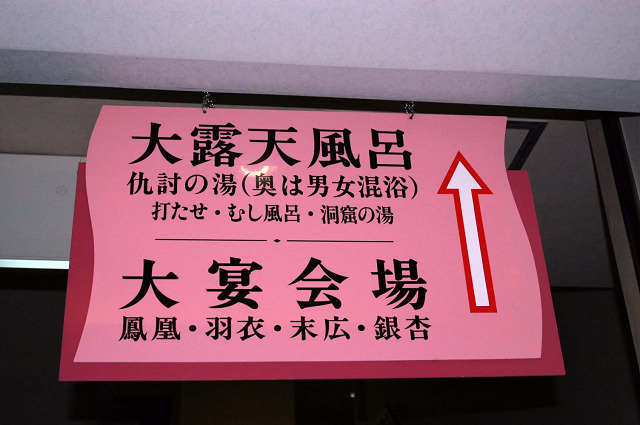 大露天風呂
仇討の湯(奥は男女混浴)
打たせ・むし風呂・洞窟の湯
大宴会場
鳳凰・羽衣・末広・銀杏